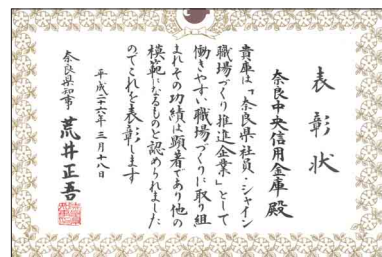 表彰状
奈良中央信用金庫 殿
貴庫は「奈良県社員・シャイン
職場づくり推進企業」として
働きやすい職場づくりに取り組
まれその功績は顕著であり他の
模範になるものと認められました
のでこれを表彰します
平成二十六年三月十八日
奈良県知事 荒井正吾